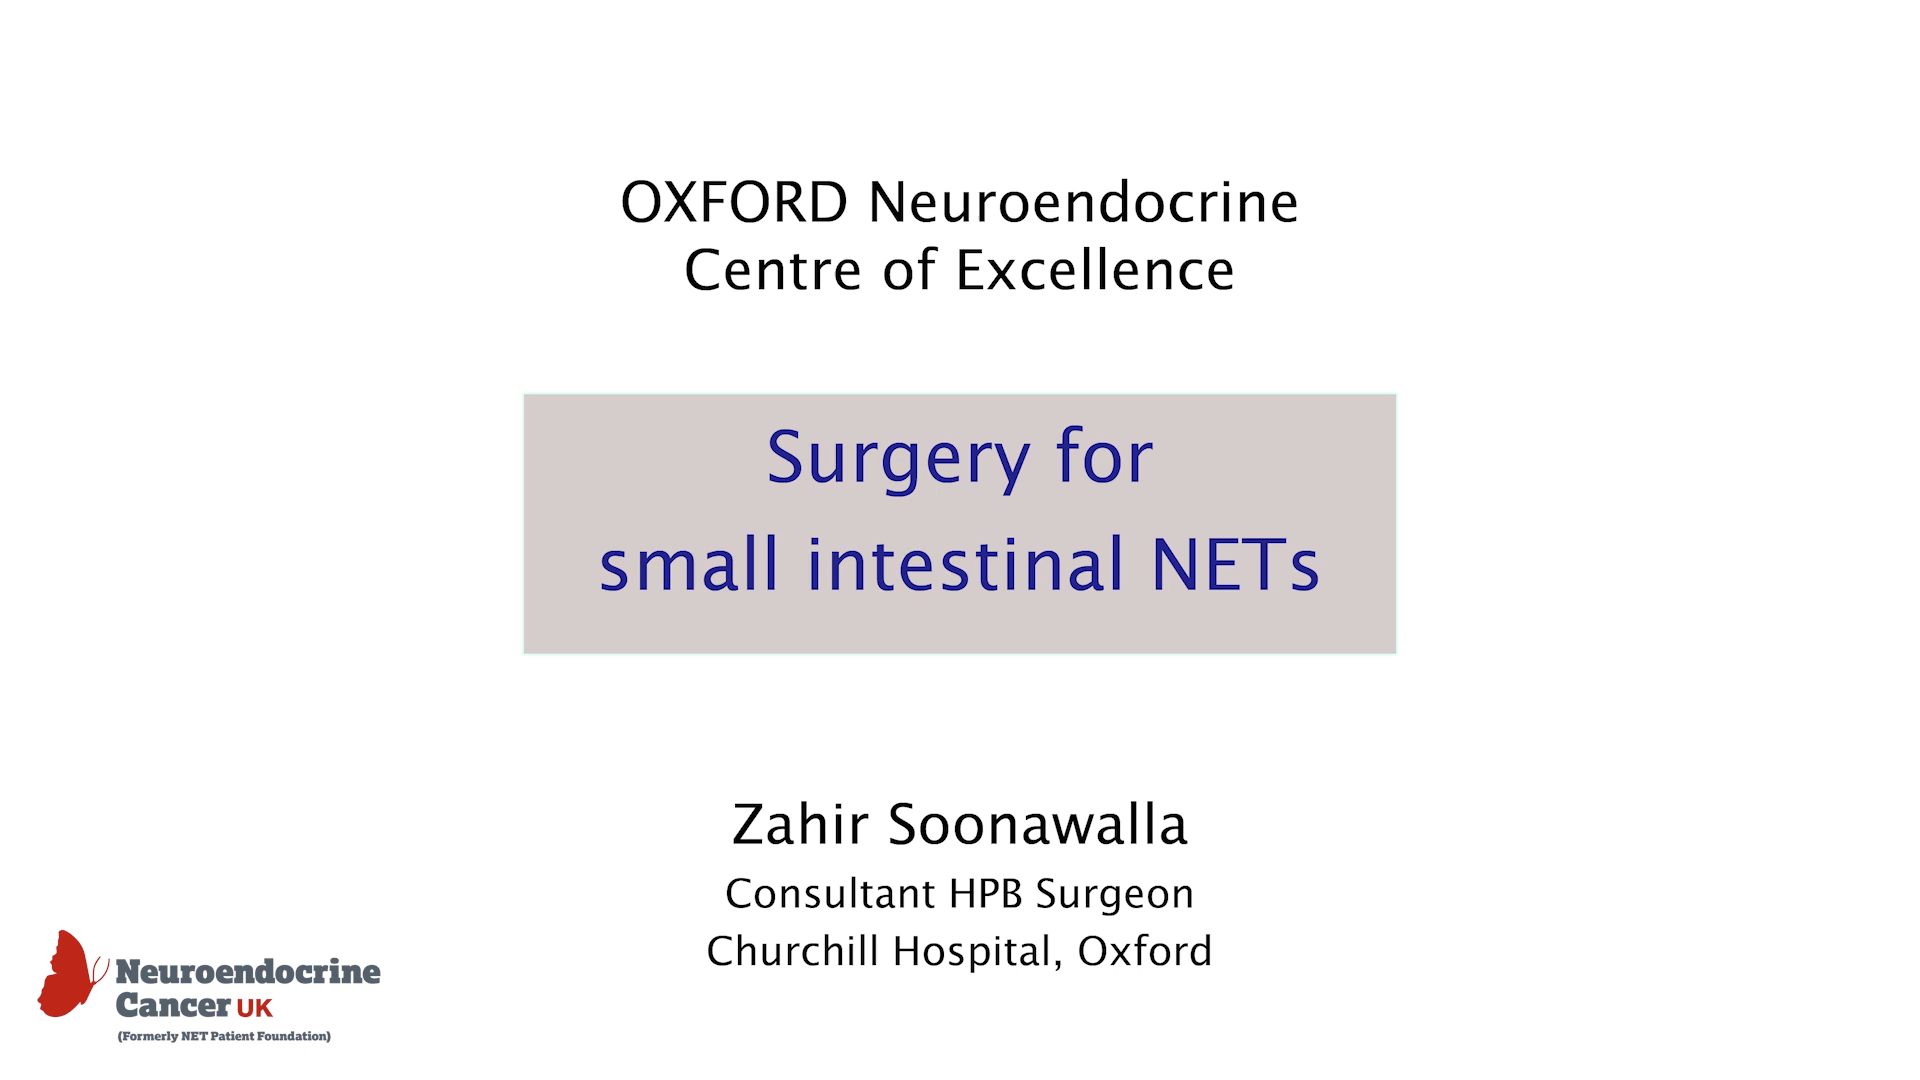 OXFORD Neuroendocrine
Centre of Excellence
Surgery for
small intestinal NETs
Zahir Soonawalla
Consultant HPB Surgeon
Churchill Hospital, Oxford
Neuroendocrine
Cancer UK
(Formerly NET Patient Foundation)